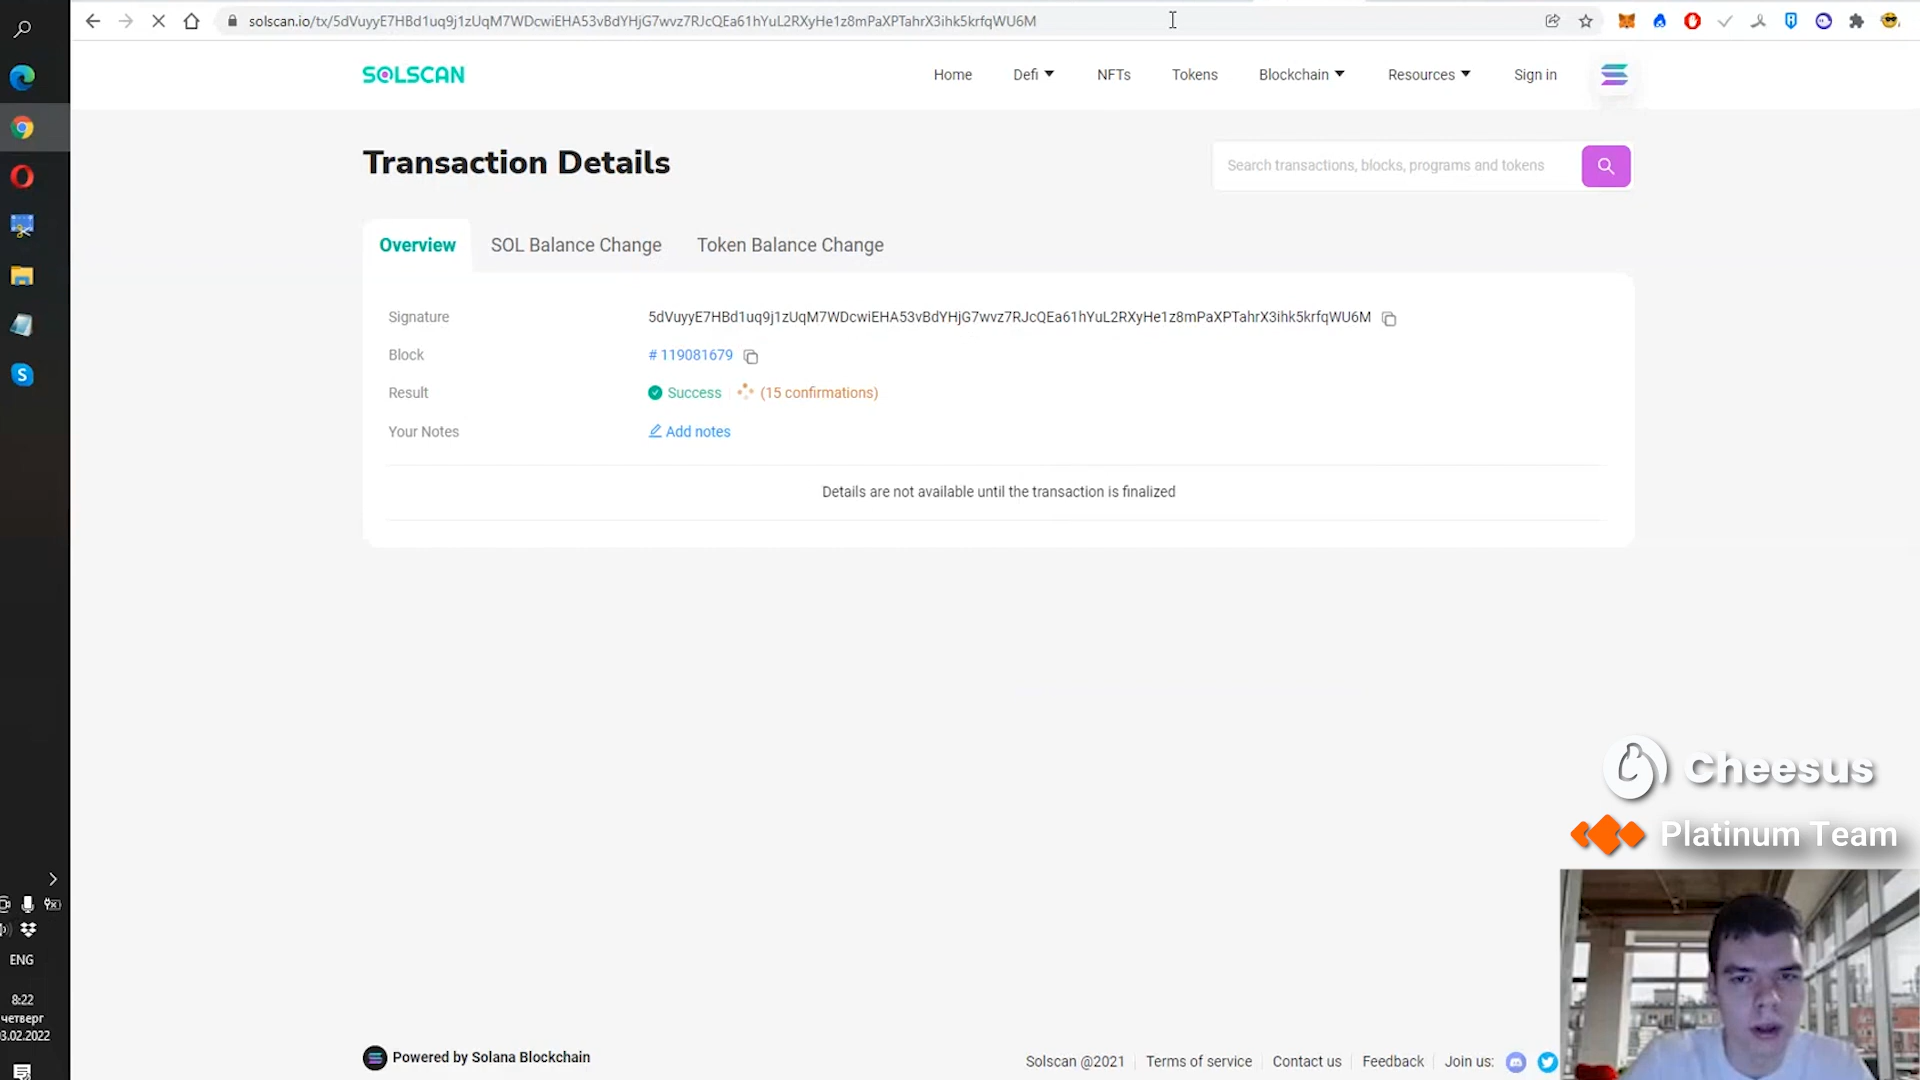 solscan.io/tx/5dVuyyE7HBd1uq9j1zUqM7WDcwiEHA53vBdYHjG7wvz7RJcQEa61hYuL2RXyHe1z8mPaXPTahrX3ihk5krfqWU6M
SOLSCAN
Home Defi NFTs Tokens Blockchain Resources Sign in
Transaction Details
Search transactions, blocks, programs and tokens
Overview SOL Balance Change Token Balance Change
Signature 5dVuyyE7HBd1uq9j1zUqM7WDcwiEHA53vBdYHjG7wvz7RJcQEa61hYuL2RXyHe1z8mPaXPTahrX3ihk5krfqWU6M
Block # 119081679
Result Success (15 confirmations)
Your Notes Add notes
Details are not available until the transaction is finalized
Cheesus
Platinum Team
ENG
8:22
четверг
3.02.2022
Powered by Solana Blockchain
Solscan @2021 Terms of service Contact us Feedback Join us: